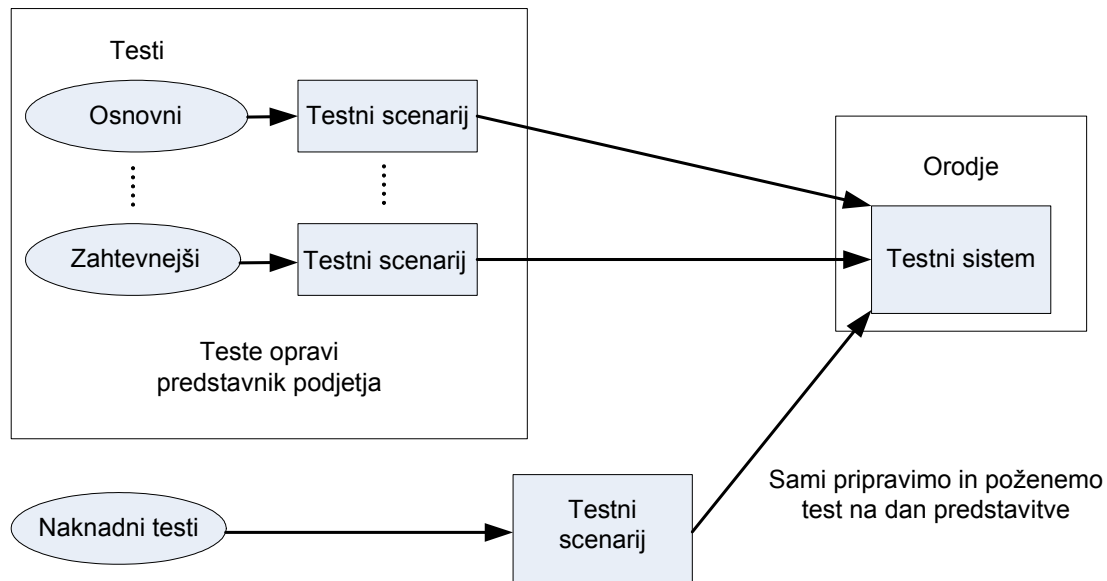 Testi
Osnovni
Testni scenarij
Zahtevnejši
Testni scenarij
Teste opravi
predstavnik podjetja
Orodje
Testni sistem
Naknadni testi
Testni
scenarij
Sami pripravimo in poženemo
test na dan predstavitve